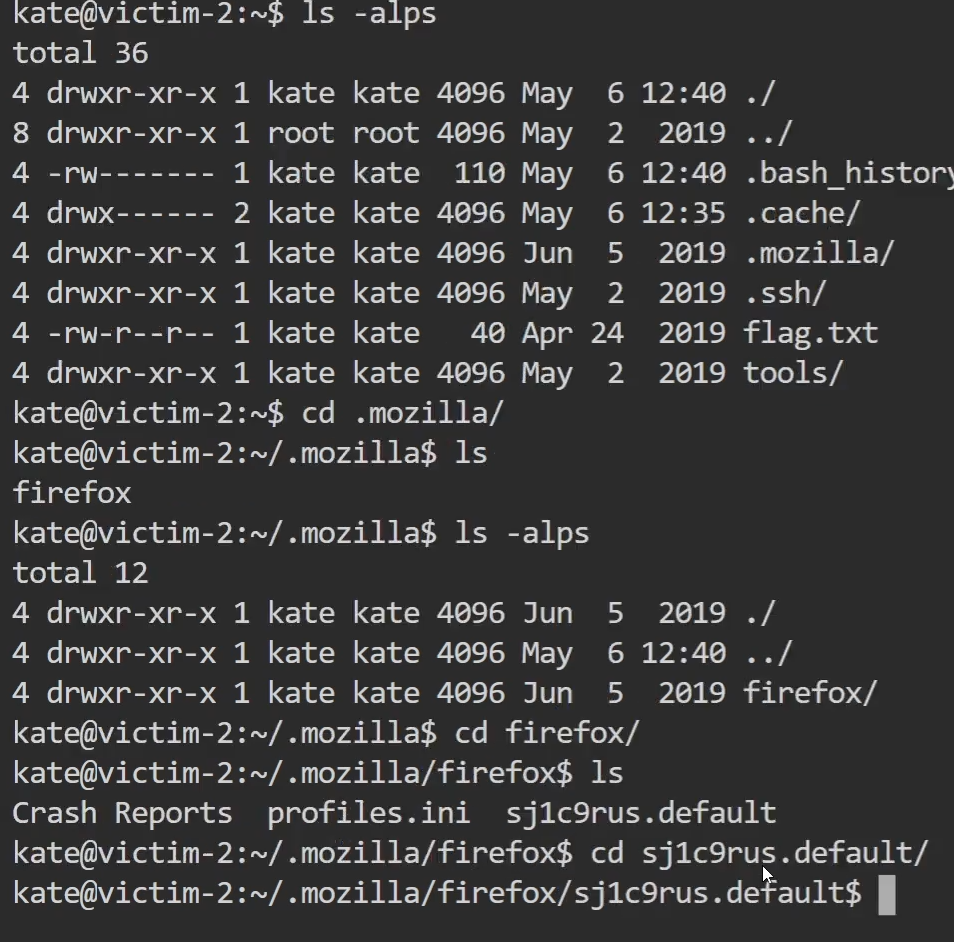 kate@victim-2:~$ ls -alps
total 36
4 drwxr-xr-x 1 kate kate 4096 May  6 12:40 ./
8 drwxr-xr-x 1 root root 4096 May  2  2019 ../
4 -rw------- 1 kate kate  110 May  6 12:40 .bash_history
4 drwx------ 2 kate kate 4096 May  6 12:35 .cache/
4 drwxr-xr-x 1 kate kate 4096 Jun  5  2019 .mozilla/
4 drwxr-xr-x 1 kate kate 4096 May  2  2019 .ssh/
4 -rw-r--r-- 1 kate kate   40 Apr 24  2019 flag.txt
4 drwxr-xr-x 1 kate kate 4096 May  2  2019 tools/
kate@victim-2:~$ cd .mozilla/
kate@victim-2:~/.mozilla$ ls
firefox
kate@victim-2:~/.mozilla$ ls -alps
total 12
4 drwxr-xr-x 1 kate kate 4096 Jun  5  2019 ./
4 drwxr-xr-x 1 kate kate 4096 May  6 12:40 ../
4 drwxr-xr-x 1 kate kate 4096 Jun  5  2019 firefox/
kate@victim-2:~/.mozilla$ cd firefox/
kate@victim-2:~/.mozilla/firefox$ ls
Crash Reports  profiles.ini  sj1c9rus.default
kate@victim-2:~/.mozilla/firefox$ cd sj1c9rus.default/
kate@victim-2:~/.mozilla/firefox/sj1c9rus.default$